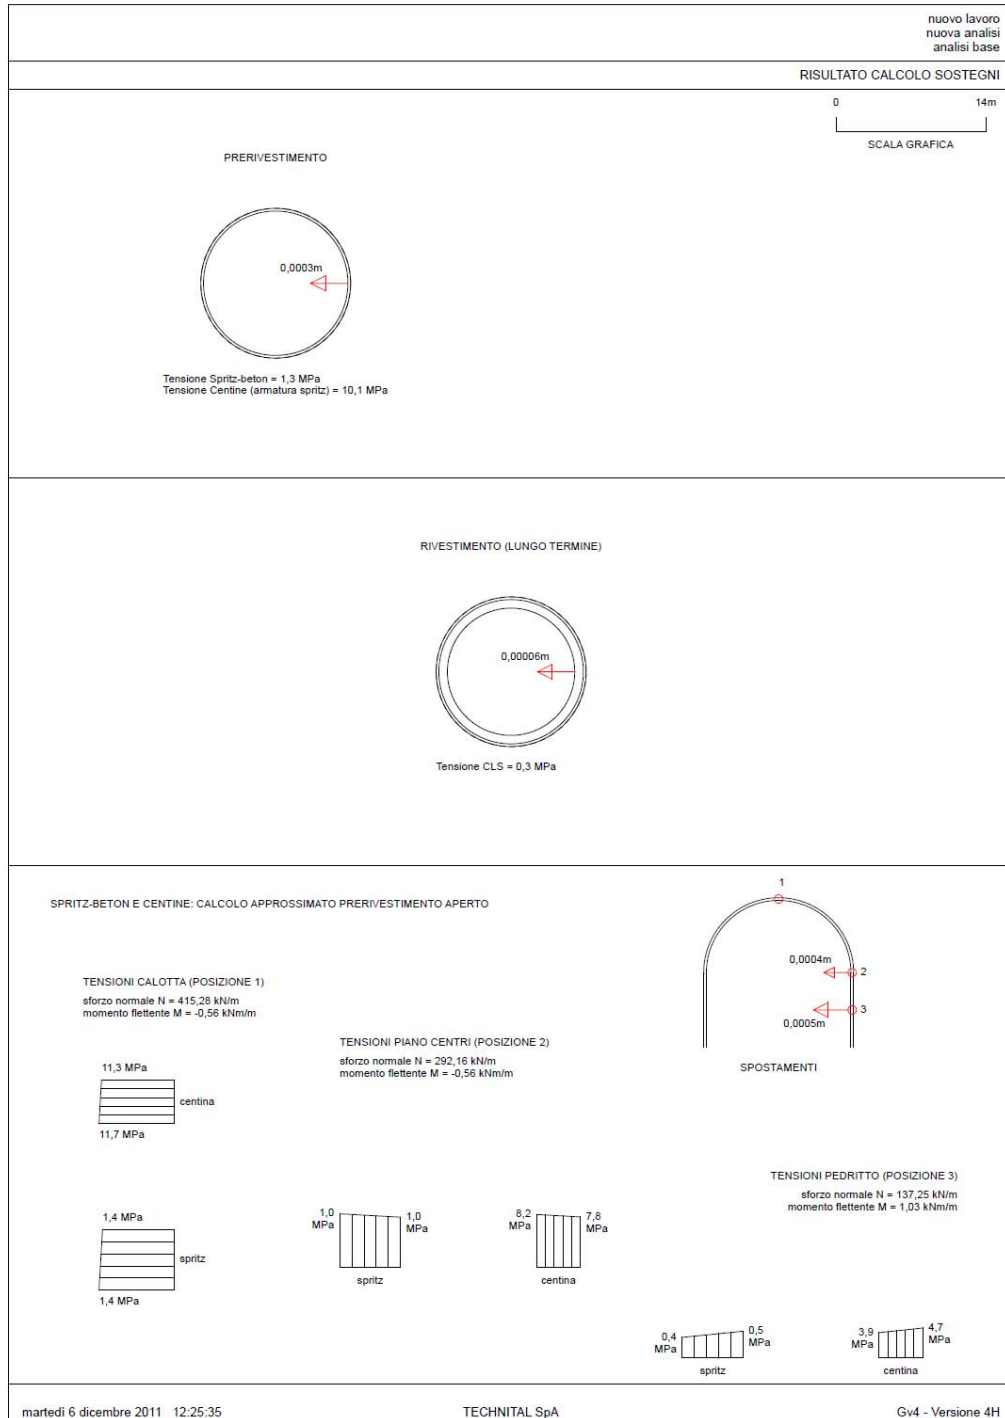 nuovo lavoro
nuova analisi
analisi base
RISULTATO CALCOLO SOSTEGNI
0 14m
SCALA GRAFICA
PRERIVESTIMENTO
0,0003m
Tensione Spritz-beton = 1,3 MPa
Tensione Centine (armatura spritz) = 10,1 MPa
RIVESTIMENTO (LUNGO TERMINE)
0,00006m
Tensione CLS = 0,3 MPa
SPRITZ-BETON E CENTINE: CALCOLO APPROSSIMATO PRERIVESTIMENTO APERTO
1
0,0004m
2
3
0,0005m
SPOSTAMENTI
TENSIONI CALOTTA (POSIZIONE 1)
sforzo normale N = 415,28 kN/m
momento flettente M = -0,56 kNm/m
11,3 MPa
centina
11,7 MPa
1,4 MPa
spritz
1,4 MPa
TENSIONI PIANO CENTRI (POSIZIONE 2)
sforzo normale N = 292,16 kN/m
momento flettente M = -0,56 kNm/m
1,0
MPa
1,0
MPa
spritz
8,2
MPa
7,8
MPa
centina
TENSIONI PEDRITTO (POSIZIONE 3)
sforzo normale N = 137,25 kN/m
momento flettente M = 1,03 kNm/m
0,4
MPa
0,5
MPa
spritz
3,9
MPa
4,7
MPa
centina
martedì 6 dicembre 2011 12:25:35
TECHNITAL SpA
Gv4 - Versione 4H